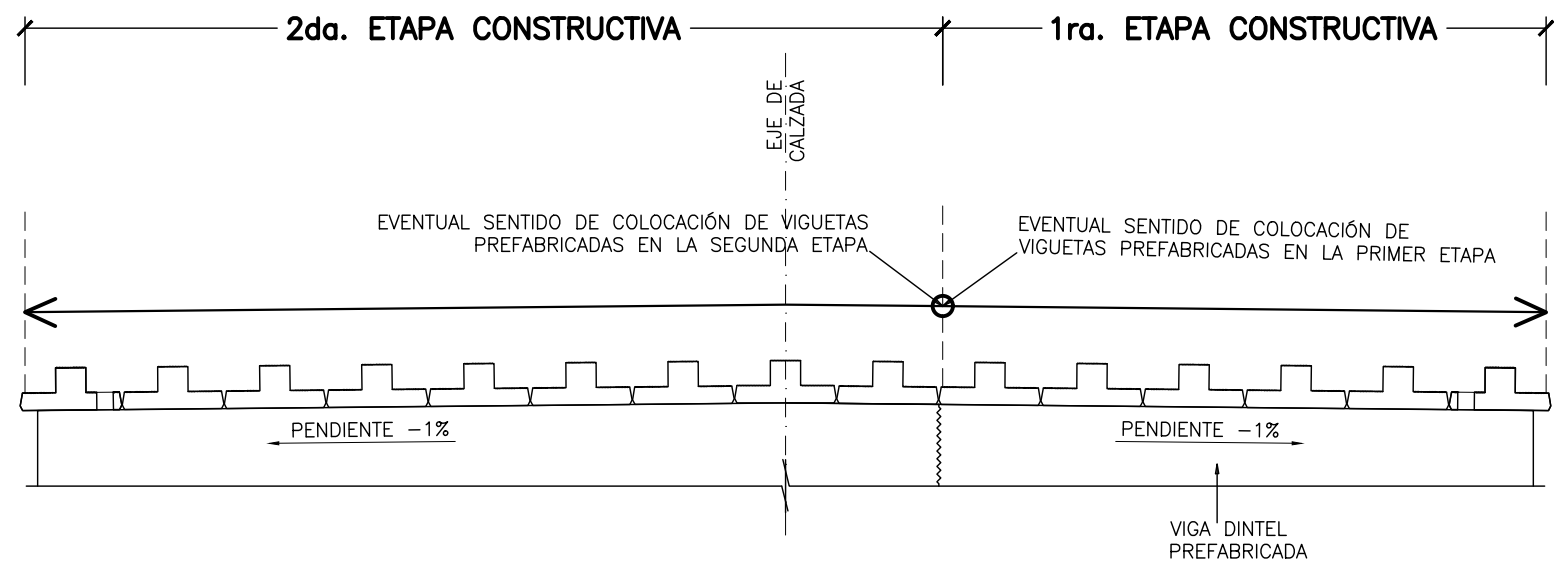 2da. ETAPA CONSTRUCTIVA
1ra. ETAPA CONSTRUCTIVA
EJE DE
CALZADA
EVENTUAL SENTIDO DE COLOCACIÓN DE VIGUETAS
PREFABRICADAS EN LA SEGUNDA ETAPA
EVENTUAL SENTIDO DE COLOCACIÓN DE
VIGUETAS PREFABRICADAS EN LA PRIMER ETAPA
PENDIENTE -1%
PENDIENTE -1%
VIGA DINTEL
PREFABRICADA